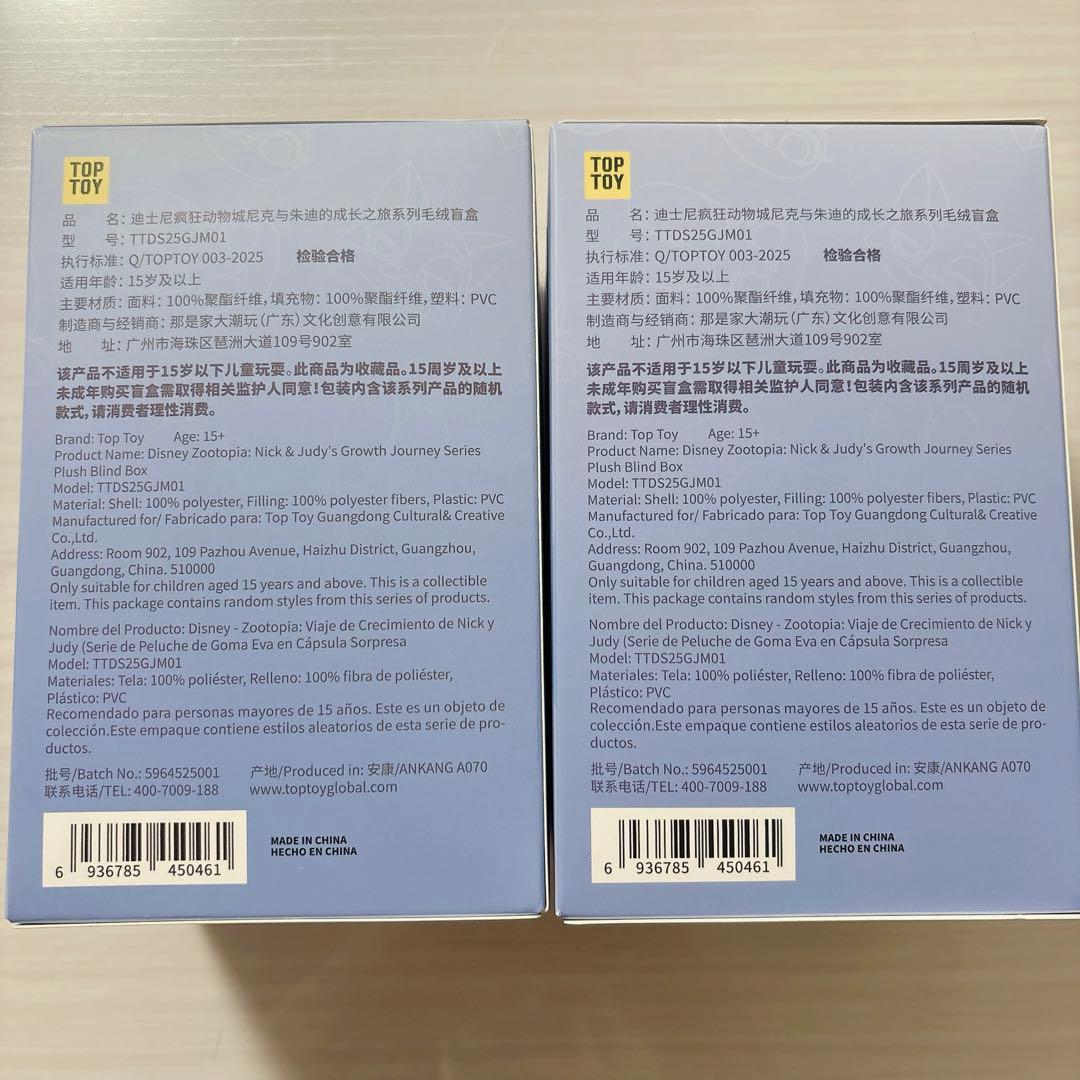 TOP
TOY
品 名：迪士尼疯狂动物城尼克与朱迪的成长之旅系列毛绒盲盒
型 号：TTDS25GJM01
执行标准：Q/TOPTOY 003-2025 检验合格
适用年龄：15岁及以上
主要材质：面料：100%聚酯纤维，填充物：100%聚酯纤维，塑料：PVC
制造商与经销商：那是家大潮玩（广东）文化创意有限公司
地 址：广州市海珠区琶洲大道109号902室
该产品不适用于15岁以下儿童玩耍。此商品为收藏品。15周岁及以上
未成年购买盲盒需取得相关监护人同意！包装内含该系列产品的随机
款式，请消费者理性消费。
Brand: Top Toy Age: 15+
Product Name: Disney Zootopia: Nick & Judy's Growth Journey Series
Plush Blind Box
Model: TTDS25GJM01
Material: Shell: 100% polyester, Filling: 100% polyester fibers, Plastic: PVC
Manufactured for/ Fabricado para: Top Toy Guangdong Cultural& Creative
Co.,Ltd.
Address: Room 902, 109 Pazhou Avenue, Haizhu District, Guangzhou,
Guangdong, China. 510000
Only suitable for children aged 15 years and above. This is a collectible
item. This package contains random styles from this series of products.
Nombre del Producto: Disney - Zootopia: Viaje de Crecimiento de Nick y
Judy (Serie de Peluche de Goma Eva en Cápsula Sorpresa
Model: TTDS25GJM01
Materiales: Tela: 100% poliéster, Relleno: 100% fibra de poliéster,
Plástico: PVC
Recomendado para personas mayores de 15 años. Este es un objeto de
colección.Este empaque contiene estilos aleatorios de esta serie de pro-
ductos.
批号/Batch No.: 5964525001 产地/Produced in: 安康/ANKANG A070
联系电话/TEL: 400-7009-188 www.toptoyglobal.com
MADE IN CHINA
HECHO EN CHINA
6 936785 450461
TOP
TOY
品 名：迪士尼疯狂动物城尼克与朱迪的成长之旅系列毛绒盲盒
型 号：TTDS25GJM01
执行标准：Q/TOPTOY 003-2025 检验合格
适用年龄：15岁及以上
主要材质：面料：100%聚酯纤维，填充物：100%聚酯纤维，塑料：PVC
制造商与经销商：那是家大潮玩（广东）文化创意有限公司
地 址：广州市海珠区琶洲大道109号902室
该产品不适用于15岁以下儿童玩耍。此商品为收藏品。15周岁及以上
未成年购买盲盒需取得相关监护人同意！包装内含该系列产品的随机
款式，请消费者理性消费。
Brand: Top Toy Age: 15+
Product Name: Disney Zootopia: Nick & Judy's Growth Journey Series
Plush Blind Box
Model: TTDS25GJM01
Material: Shell: 100% polyester, Filling: 100% polyester fibers, Plastic: PVC
Manufactured for/ Fabricado para: Top Toy Guangdong Cultural& Creative
Co.,Ltd.
Address: Room 902, 109 Pazhou Avenue, Haizhu District, Guangzhou,
Guangdong, China. 510000
Only suitable for children aged 15 years and above. This is a collectible
item. This package contains random styles from this series of products.
Nombre del Producto: Disney - Zootopia: Viaje de Crecimiento de Nick y
Judy (Serie de Peluche de Goma Eva en Cápsula Sorpresa
Model: TTDS25GJM01
Materiales: Tela: 100% poliéster, Relleno: 100% fibra de poliéster,
Plástico: PVC
Recomendado para personas mayores de 15 años. Este es un objeto de
colección.Este empaque contiene estilos aleatorios de esta serie de pro-
ductos.
批号/Batch No.: 5964525001 产地/Produced in: 安康/ANKANG A070
联系电话/TEL: 400-7009-188 www.toptoyglobal.com
MADE IN CHINA
HECHO EN CHINA
6 936785 450461